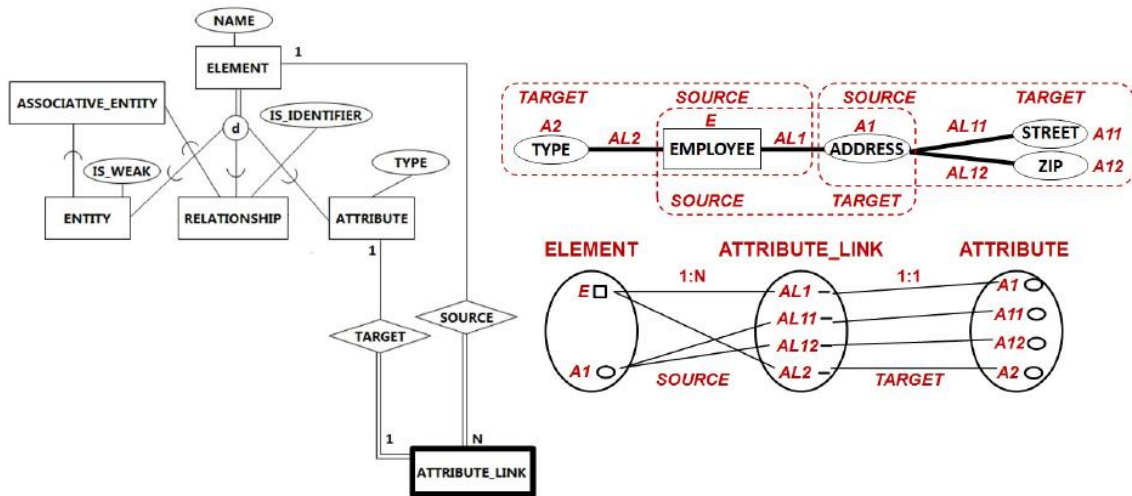 NAME
ELEMENT
1
ASSOCIATIVE_ENTITY
IS_IDENTIFIER
d
IS_WEAK
TYPE
ENTITY
RELATIONSHIP
ATTRIBUTE
1
SOURCE
TARGET
1
N
ATTRIBUTE_LINK
TARGET SOURCE
SOURCE TARGET
A2 E A1
AL11 STREET A11
TYPE AL2 EMPLOYEE AL1 ADDRESS
AL12 ZIP A12
SOURCE TARGET
ELEMENT ATTRIBUTE_LINK ATTRIBUTE
1:N 1:1
E AL1 A1
AL11 A11
AL12 A12
A1 AL2 A2
SOURCE TARGET